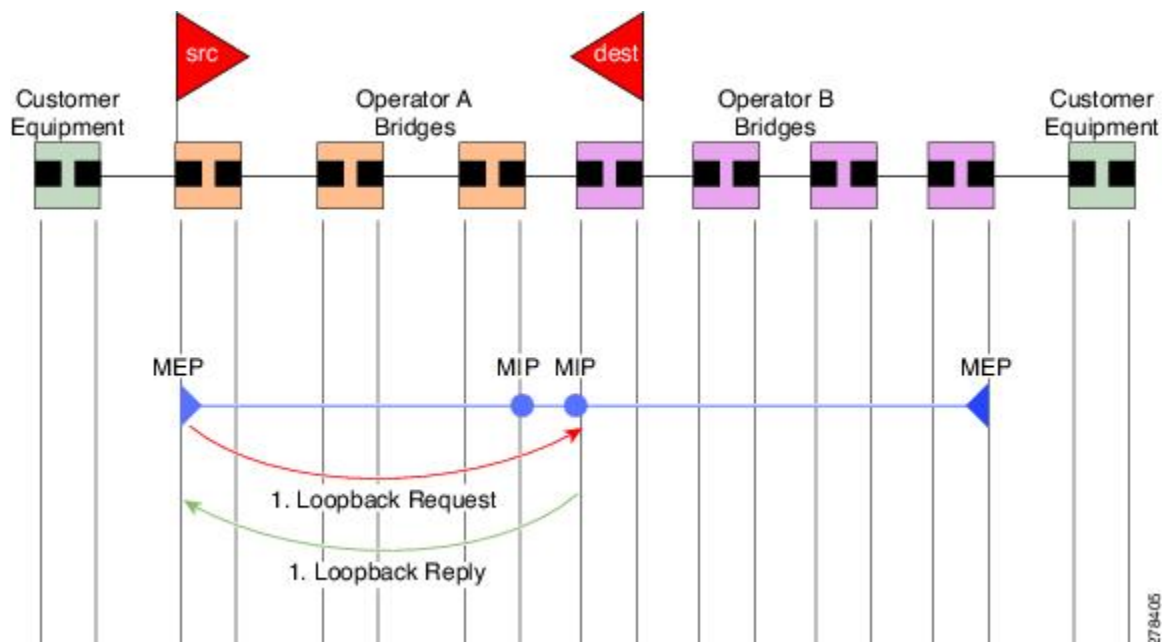 src
dest
Customer
Equipment
Operator A
Bridges
Operator B
Bridges
Customer
Equipment
MEP
MIP
MIP
MEP
1. Loopback Request
1. Loopback Reply
278405